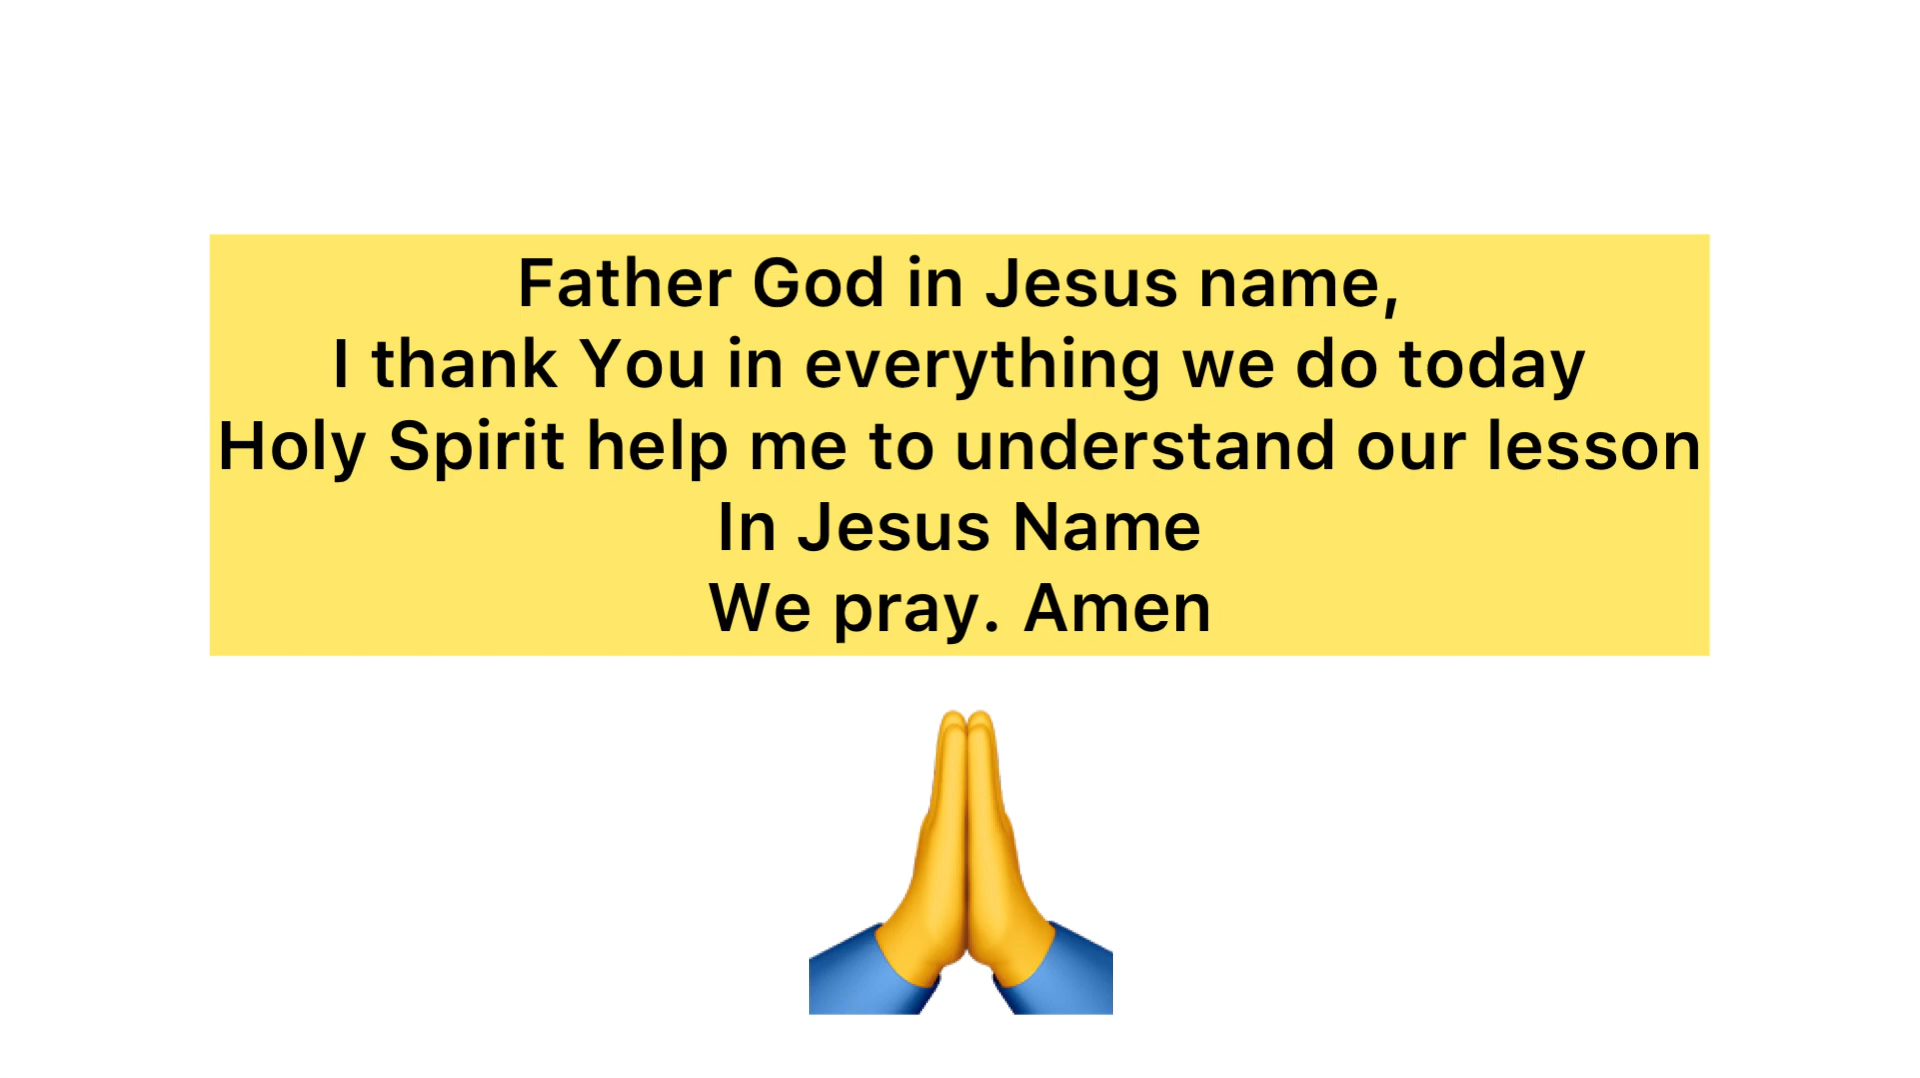 Father God in Jesus name,
I thank You in everything we do today
Holy Spirit help me to understand our lesson
In Jesus Name
We pray. Amen